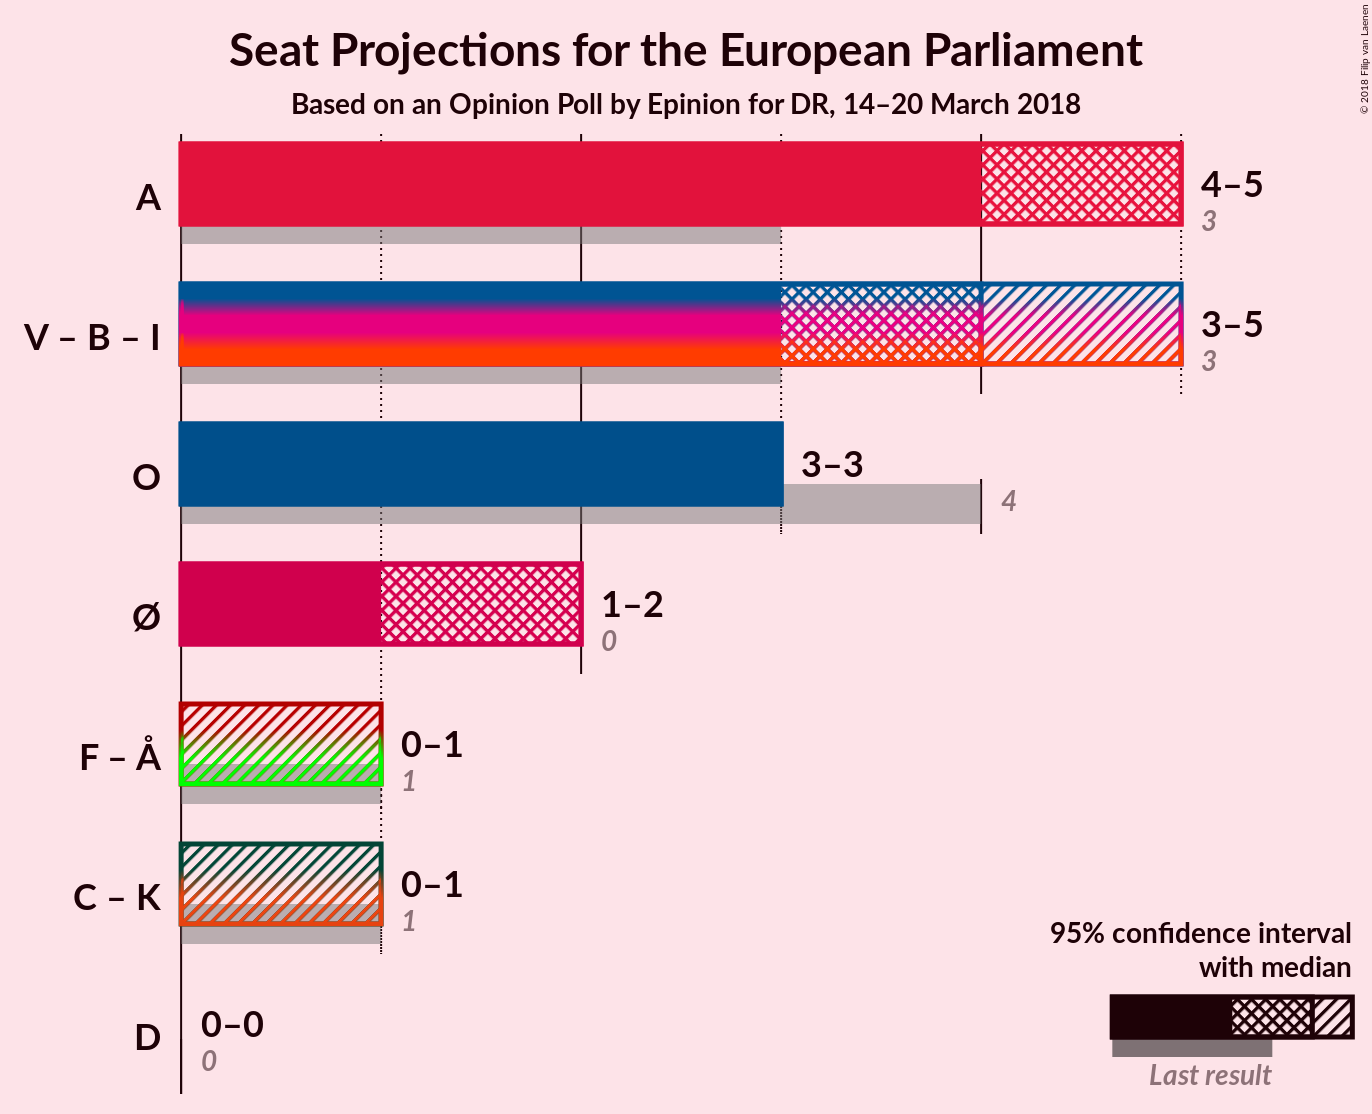 Seat Projections for the European Parliament
Based on an Opinion Poll by Epinion for DR, 14–20 March 2018
© 2018 Filip van Laenen
A
4–5
3
V – B – I
3–5
3
O
3–3
4
Ø
1–2
0
F – Å
0–1
1
C – K
0–1
1
D
0–0
0
95% confidence interval
with median
Last result